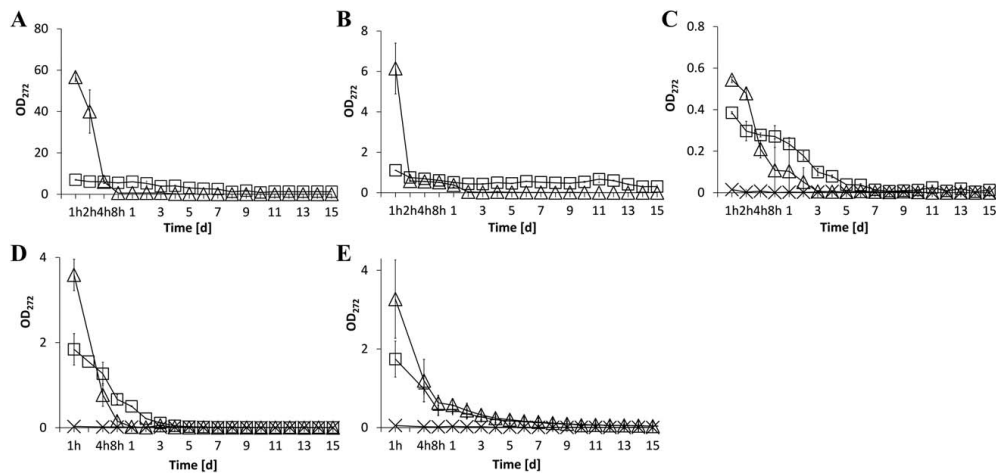 A
OD272
80
60
40
20
0
1h2h4h8h 1 3 5 7 9 11 13 15
Time [d]
B
OD272
8
6
4
2
0
1h2h4h8h 1 3 5 7 9 11 13 15
Time [d]
C
OD272
0.8
0.6
0.4
0.2
0
1h2h4h8h 1 3 5 7 9 11 13 15
Time [d]
D
OD272
4
2
0
1h 4h8h 1 3 5 7 9 11 13 15
Time [d]
E
OD272
4
2
0
1h 4h8h 1 3 5 7 9 11 13 15
Time [d]